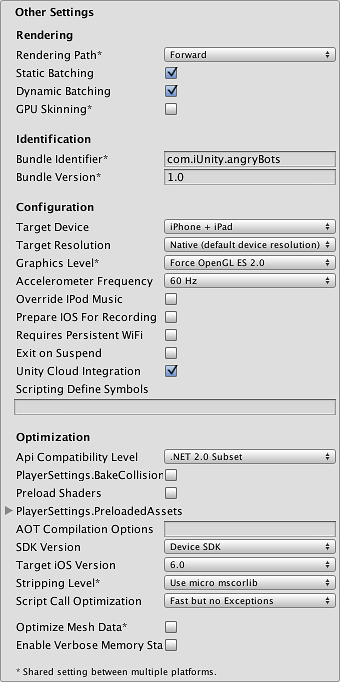 Other Settings
Rendering
Rendering Path* Forward
Static Batching
Dynamic Batching
GPU Skinning*
Identification
Bundle Identifier* com.iUnity.angryBots
Bundle Version* 1.0
Configuration
Target Device iPhone + iPad
Target Resolution Native (default device resolution)
Graphics Level* Force OpenGL ES 2.0
Accelerometer Frequency 60 Hz
Override IPod Music
Prepare IOS For Recording
Requires Persistent WiFi
Exit on Suspend
Unity Cloud Integration
Scripting Define Symbols
Optimization
Api Compatibility Level .NET 2.0 Subset
PlayerSettings.BakeCollision
Preload Shaders
PlayerSettings.PreloadedAssets
AOT Compilation Options
SDK Version Device SDK
Target iOS Version 6.0
Stripping Level* Use micro mscorlib
Script Call Optimization Fast but no Exceptions
Optimize Mesh Data*
Enable Verbose Memory Sta
* Shared setting between multiple platforms.